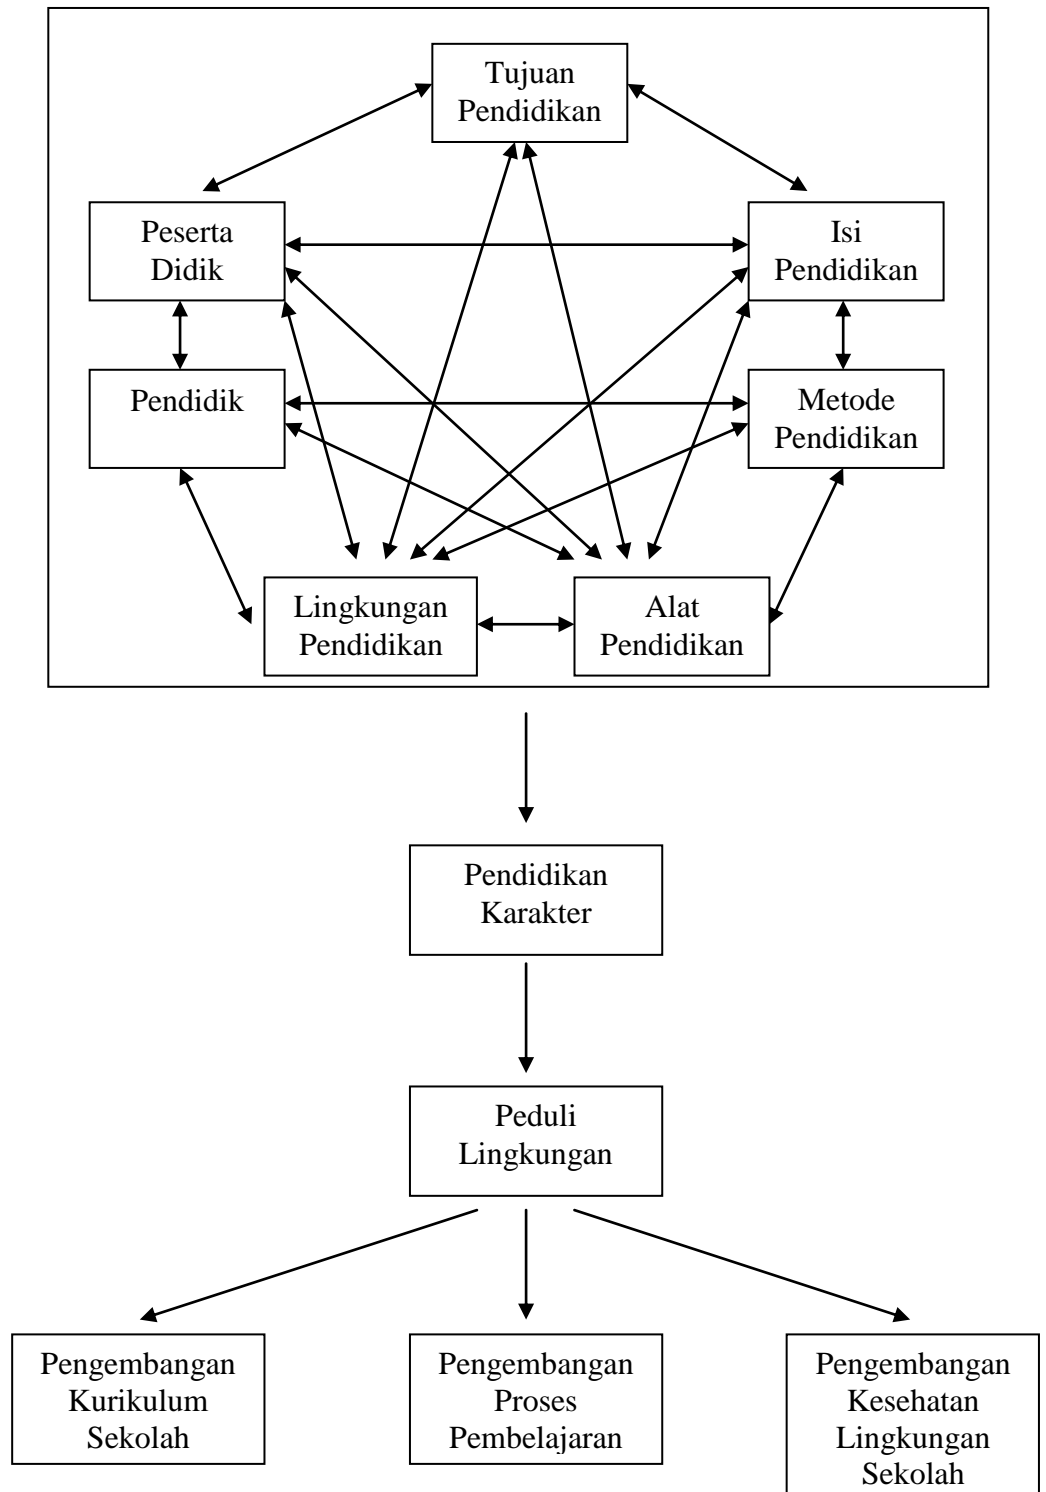 Tujuan
Pendidikan
Peserta
Didik
Isi
Pendidikan
Pendidik
Metode
Pendidikan
Lingkungan
Pendidikan
Alat
Pendidikan
Pendidikan
Karakter
Peduli
Lingkungan
Pengembangan
Kurikulum
Sekolah
Pengembangan
Proses
Pembelajaran
Pengembangan
Kesehatan
Lingkungan
Sekolah